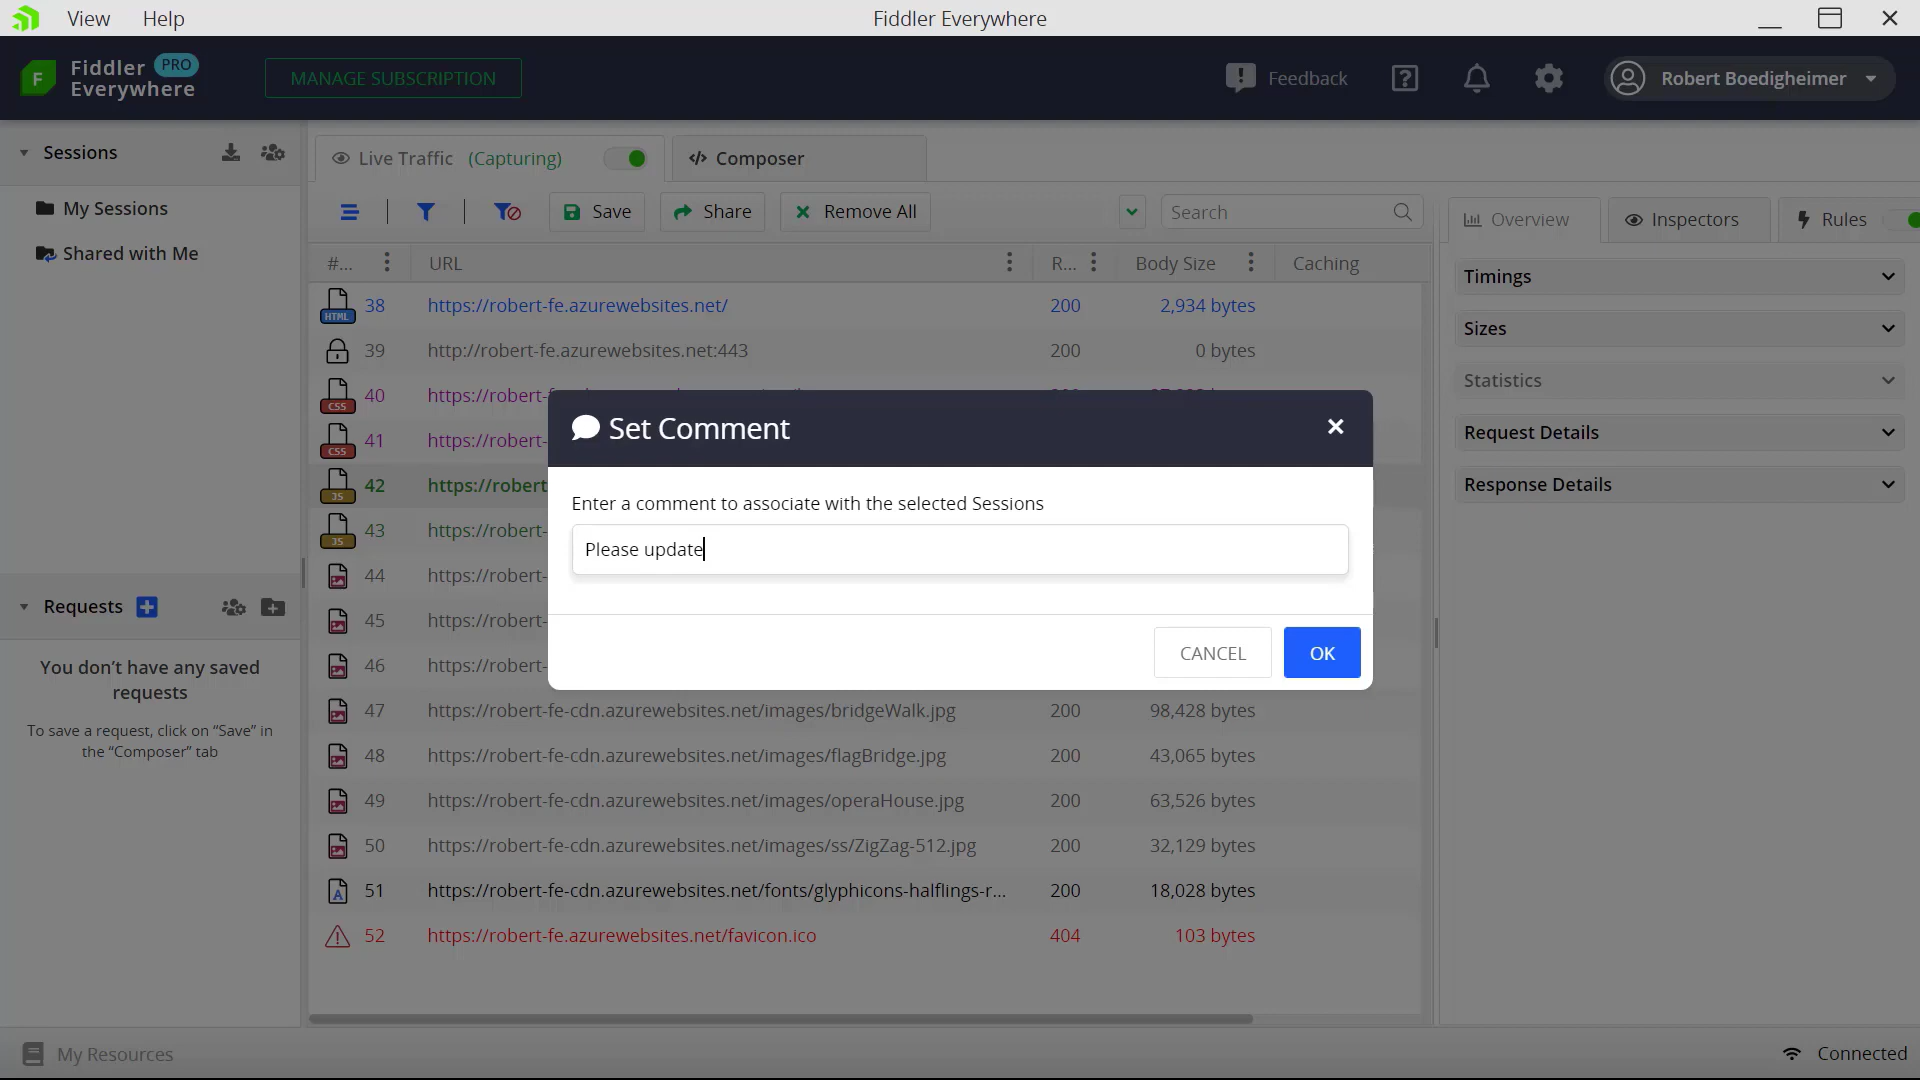 View Help Fiddler Everywhere
Fiddler PRO
Everywhere
MANAGE SUBSCRIPTION
Feedback
Robert Boedigheimer
Sessions
My Sessions
Shared with Me
Requests
You don’t have any saved
requests
To save a request, click on “Save” in
the “Composer” tab
Live Traffic (Capturing)
Composer
Save Share Remove All
Search
#... URL R... Body Size Caching
HTML 38 https://robert-fe.azurewebsites.net/ 200 2,934 bytes
39 http://robert-fe.azurewebsites.net:443 200 0 bytes
CSS 40 https://robert-
CSS 41 https://robert-
JS 42 https://robert
JS 43 https://robert-
44 https://robert-
45 https://robert-
46 https://robert-
47 https://robert-fe-cdn.azurewebsites.net/images/bridgeWalk.jpg 200 98,428 bytes
48 https://robert-fe-cdn.azurewebsites.net/images/flagBridge.jpg 200 43,065 bytes
49 https://robert-fe-cdn.azurewebsites.net/images/operaHouse.jpg 200 63,526 bytes
50 https://robert-fe-cdn.azurewebsites.net/images/ss/ZigZag-512.jpg 200 32,129 bytes
51 https://robert-fe-cdn.azurewebsites.net/fonts/glyphicons-halflings-r... 200 18,028 bytes
52 https://robert-fe.azurewebsites.net/favicon.ico 404 103 bytes
Set Comment
Enter a comment to associate with the selected Sessions
Please update
CANCEL OK
Overview Inspectors Rules
Timings
Sizes
Statistics
Request Details
Response Details
My Resources
Connected